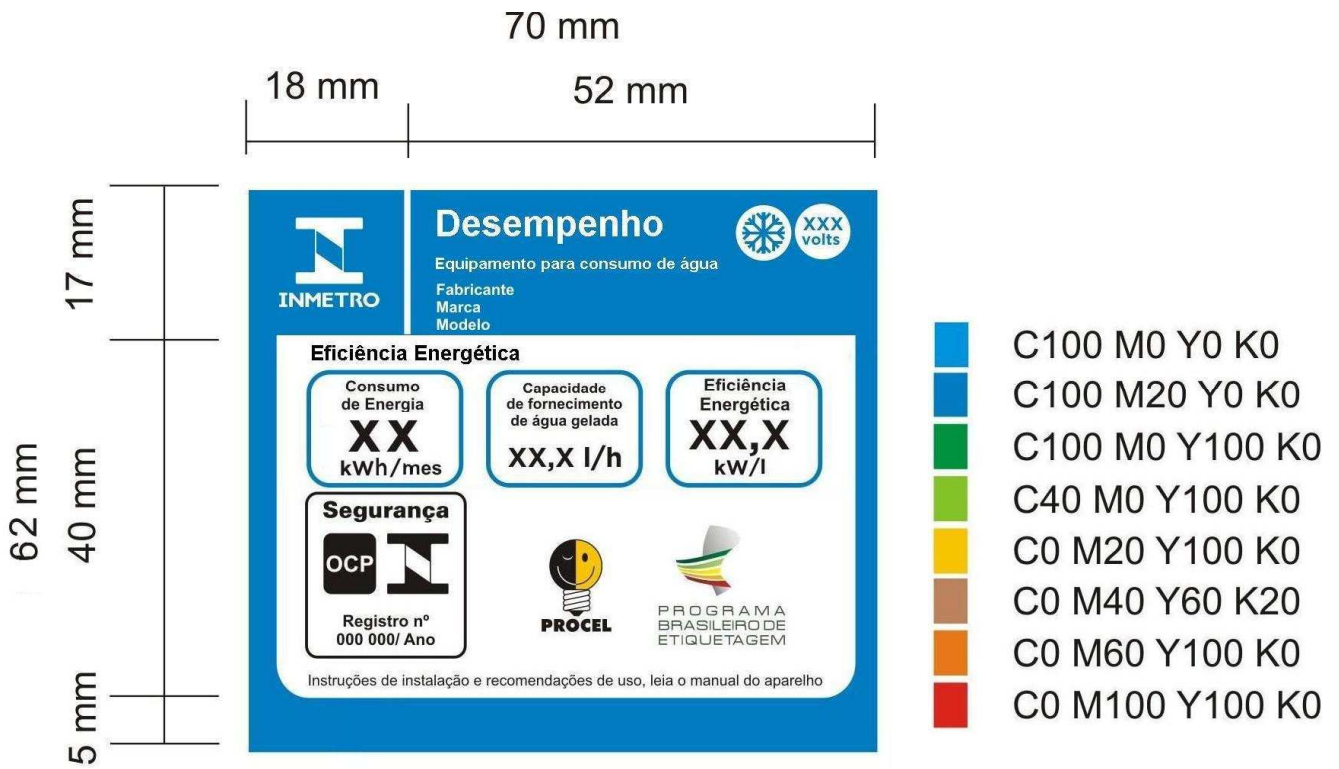 70 mm
18 mm
52 mm
17 mm
62 mm
40 mm
5 mm
INMETRO
Desempenho
XXX
volts
Equipamento para consumo de água
Fabricante
Marca
Modelo
Eficiência Energética
Consumo
de Energia
XX
kWh/mes
Capacidade
de fornecimento
de água gelada
XX,X l/h
Eficiência
Energética
XX,X
kW/l
Segurança
OCP
Registro nº
000 000/ Ano
PROCEL
PROGRAMA
BRASILEIRO DE
ETIQUETAGEM
Instruções de instalação e recomendações de uso, leia o manual do aparelho
C100 M0 Y0 K0
C100 M20 Y0 K0
C100 M0 Y100 K0
C40 M0 Y100 K0
C0 M20 Y100 K0
C0 M40 Y60 K20
C0 M60 Y100 K0
C0 M100 Y100 K0